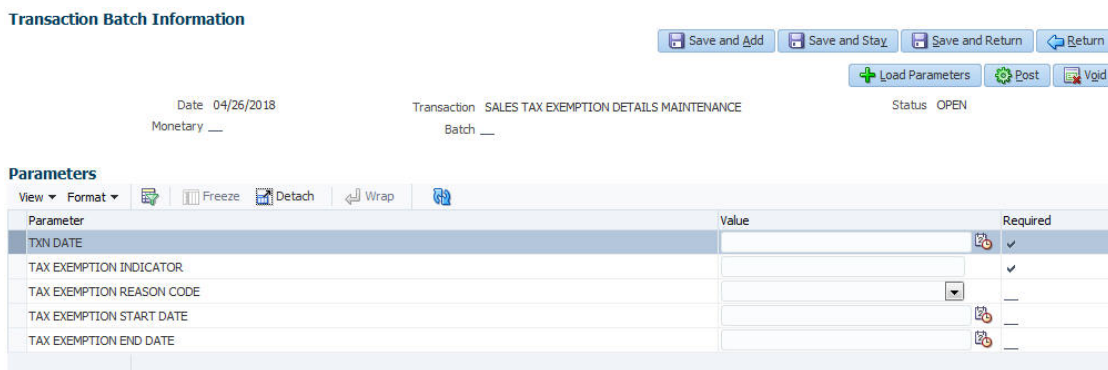 Transaction Batch Information
Save and Add Save and Stay Save and Return Return
Load Parameters Post Void
Date 04/26/2018 Transaction SALES TAX EXEMPTION DETAILS MAINTENANCE Status OPEN
Monetary Batch
Parameters
View Format Freeze Detach Wrap
Parameter Value Required
TXN DATE
TAX EXEMPTION INDICATOR
TAX EXEMPTION REASON CODE
TAX EXEMPTION START DATE
TAX EXEMPTION END DATE